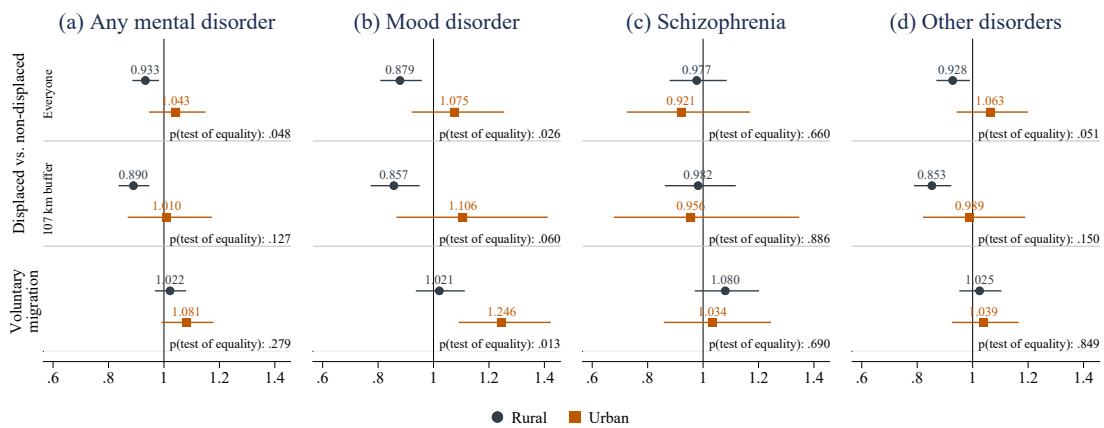 (a) Any mental disorder
(b) Mood disorder
(c) Schizophrenia
(d) Other disorders
Displaced vs. non-displaced
Everyone
0.933
1.043
p(test of equality): .048
0.879
1.075
p(test of equality): .026
0.977
0.921
p(test of equality): .660
0.928
1.063
p(test of equality): .051
107 km buffer
0.890
1.010
p(test of equality): .127
0.857
1.106
p(test of equality): .060
0.982
0.956
p(test of equality): .886
0.853
0.989
p(test of equality): .150
Voluntary
migration
1.022
1.081
p(test of equality): .279
1.021
1.246
p(test of equality): .013
1.080
1.034
p(test of equality): .690
1.025
1.039
p(test of equality): .849
.6 .8 1 1.2 1.4
.6 .8 1 1.2 1.4
.6 .8 1 1.2 1.4
.6 .8 1 1.2 1.4
Rural Urban